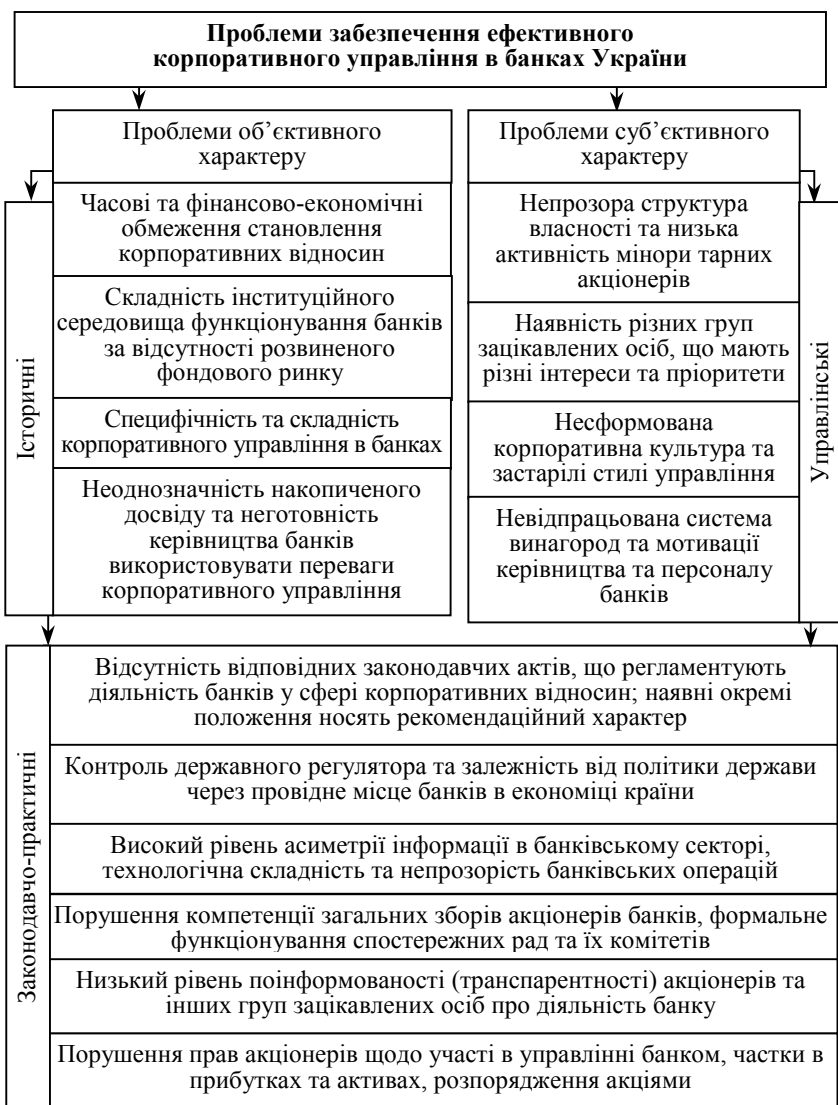 Проблеми забезпечення ефективного
корпоративного управління в банках України
Проблеми об’єктивного
характеру
Проблеми суб’єктивного
характеру
Історичні
Часові та фінансово-економічні
обмеження становлення
корпоративних відносин
Складність інституційного
середовища функціонування банків
за відсутності розвиненого
фондового ринку
Специфічність та складність
корпоративного управління в банках
Неоднозначність накопиченого
досвіду та неготовність
керівництва банків
використовувати переваги
корпоративного управління
Непрозора структура
власності та низька
активність мінори тарних
акціонерів
Наявність різних груп
зацікавлених осіб, що мають
різні інтереси та пріоритети
Несформована
корпоративна культура та
застарілі стилі управління
Невідпрацьована система
винагород та мотивації
керівництва та персоналу
банків
Управлінські
Законодавчо-практичні
Відсутність відповідних законодавчих актів, що регламентують
діяльність банків у сфері корпоративних відносин; наявні окремі
положення носять рекомендаційний характер
Контроль державного регулятора та залежність від політики держави
через провідне місце банків в економіці країни
Високий рівень асиметрії інформації в банківському секторі,
технологічна складність та непрозорість банківських операцій
Порушення компетенції загальних зборів акціонерів банків, формальне
функціонування спостережних рад та їх комітетів
Низький рівень поінформованості (транспарентності) акціонерів та
інших груп зацікавлених осіб про діяльність банку
Порушення прав акціонерів щодо участі в управлінні банком, частки в
прибутках та активах, розпорядження акціями